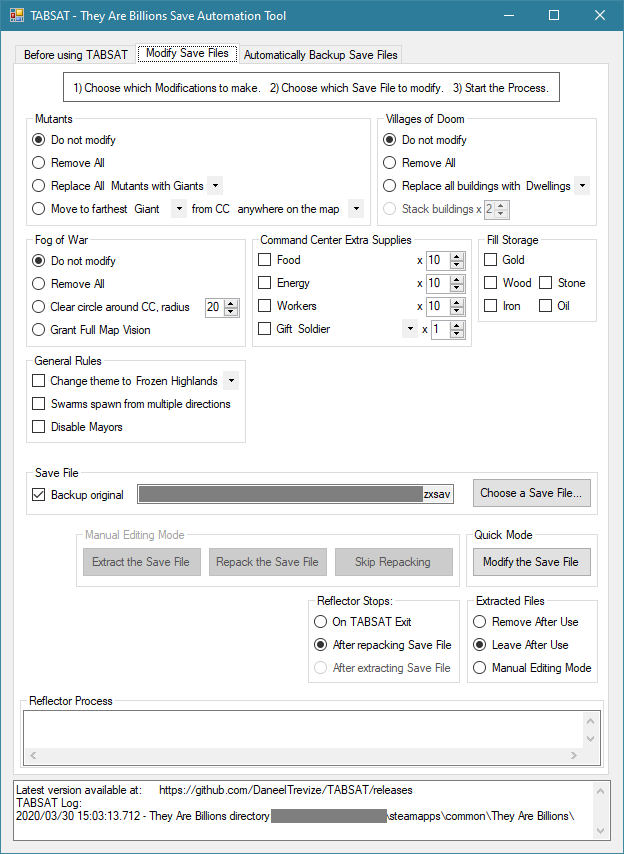 TABSAT - They Are Billions Save Automation Tool
Before using TABSAT Modify Save Files Automatically Backup Save Files
1) Choose which Modifications to make. 2) Choose which Save File to modify. 3) Start the Process.
Mutants
Do not modify
Remove All
Replace All Mutants with Giants
Move to farthest Giant from CC anywhere on the map
Villages of Doom
Do not modify
Remove All
Replace all buildings with Dwellings
Stack buildings x 2
Fog of War
Do not modify
Remove All
Clear circle around CC, radius 20
Grant Full Map Vision
Command Center Extra Supplies
Food x 10
Energy x 10
Workers x 10
Gift Soldier x 1
Fill Storage
Gold
Wood Stone
Iron Oil
General Rules
Change theme to Frozen Highlands
Swarms spawn from multiple directions
Disable Mayors
Save File
Backup original zxsav Choose a Save File...
Manual Editing Mode
Extract the Save File Repack the Save File Skip Repacking
Quick Mode
Modify the Save File
Reflector Stops:
On TABSAT Exit
After repacking Save File
After extracting Save File
Extracted Files
Remove After Use
Leave After Use
Manual Editing Mode
Reflector Process
Latest version available at: https://github.com/DaneelTrevize/TABSAT/releases
TABSAT Log:
2020/03/30 15:03:13.712 - They Are Billions directory \steamapps\common\They Are Billions\